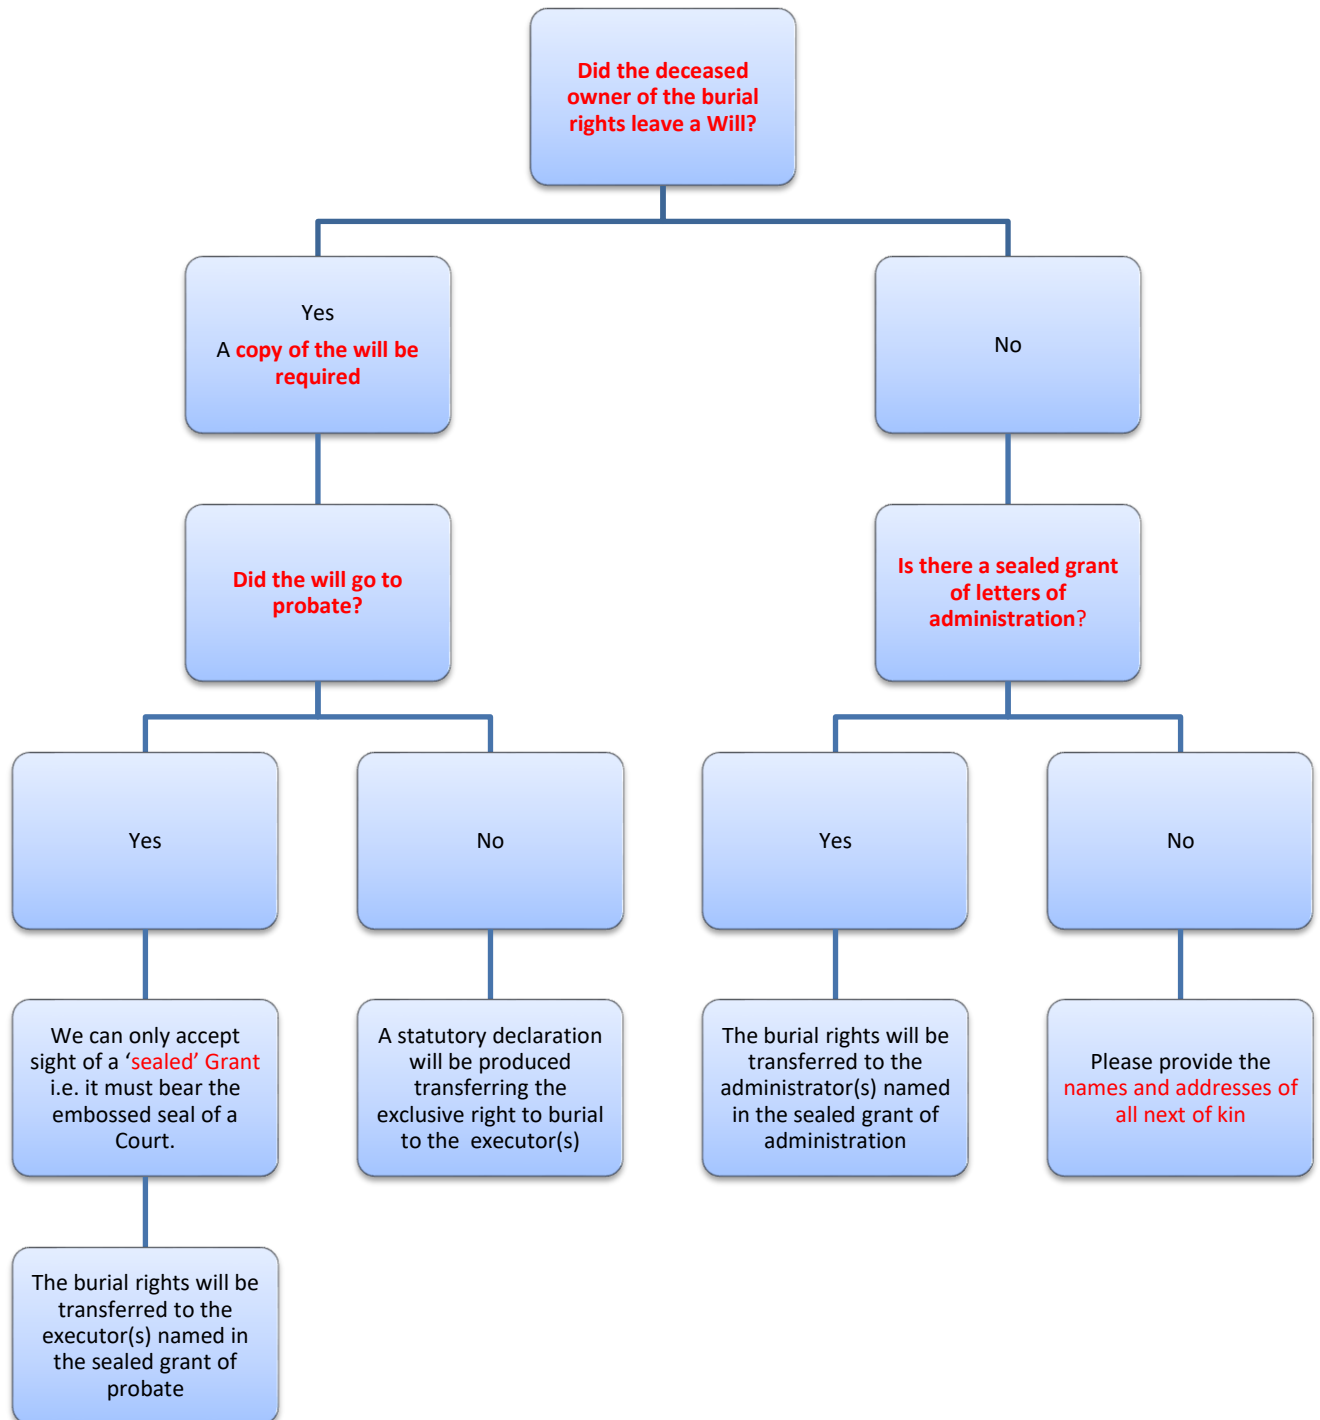 Did the deceased
owner of the burial
rights leave a Will?
Yes
A copy of the will be
required
No
Did the will go to
probate?
Is there a sealed grant
of letters of
administration?
Yes
No
Yes
No
We can only accept
sight of a ‘sealed’ Grant
i.e. it must bear the
embossed seal of a
Court.
A statutory declaration
will be produced
transferring the
exclusive right to burial
to the executor(s)
The burial rights will be
transferred to the
administrator(s) named
in the sealed grant of
administration
Please provide the
names and addresses of
all next of kin
The burial rights will be
transferred to the
executor(s) named in
the sealed grant of
probate